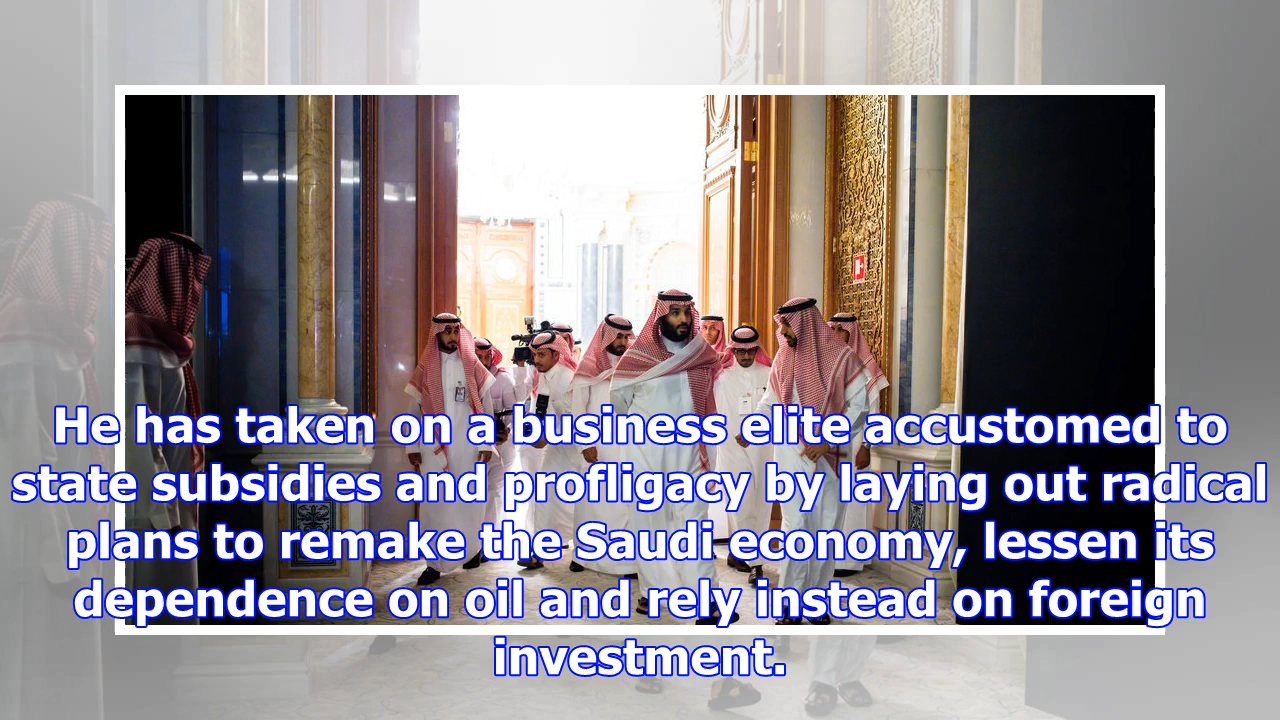 He has taken on a business elite accustomed to
state subsidies and profligacy by laying out radical
plans to remake the Saudi economy, lessen its
dependence on oil and rely instead on foreign
investment.